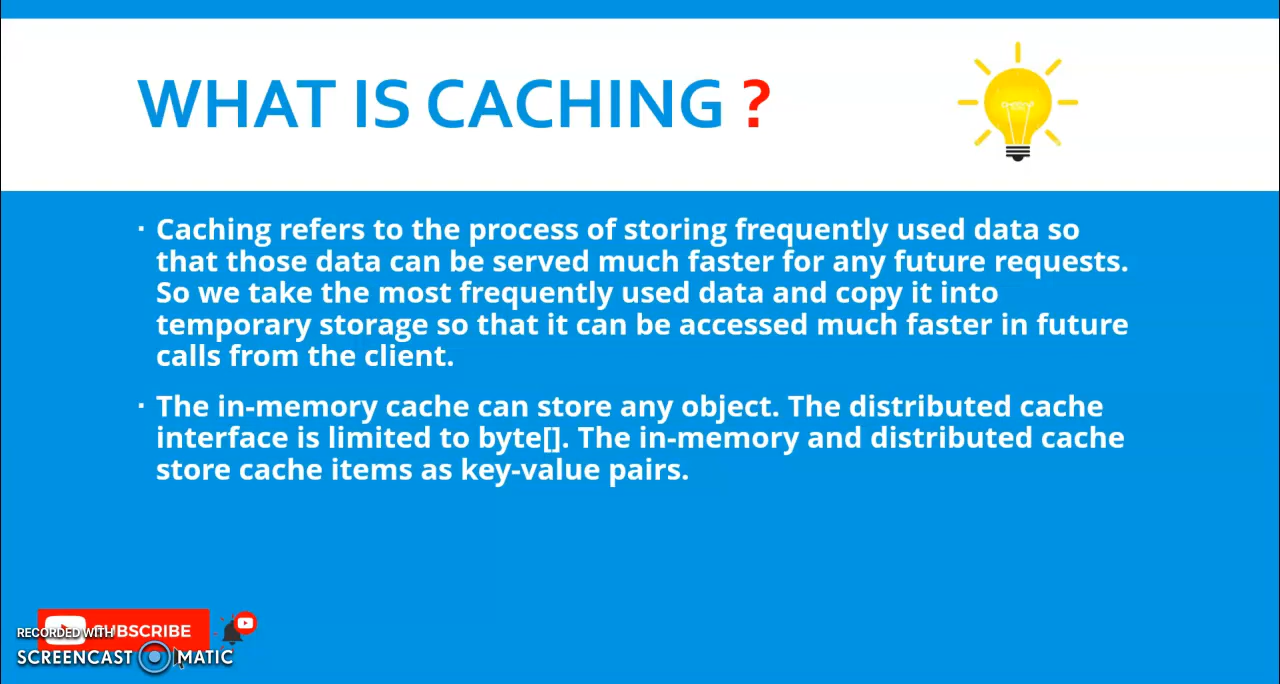 WHAT IS CACHING ?
· Caching refers to the process of storing frequently used data so
that those data can be served much faster for any future requests.
So we take the most frequently used data and copy it into
temporary storage so that it can be accessed much faster in future
calls from the client.
· The in-memory cache can store any object. The distributed cache
interface is limited to byte[]. The in-memory and distributed cache
store cache items as key-value pairs.
SUBSCRIBE
RECORDED WITH
SCREENCAST MATIC